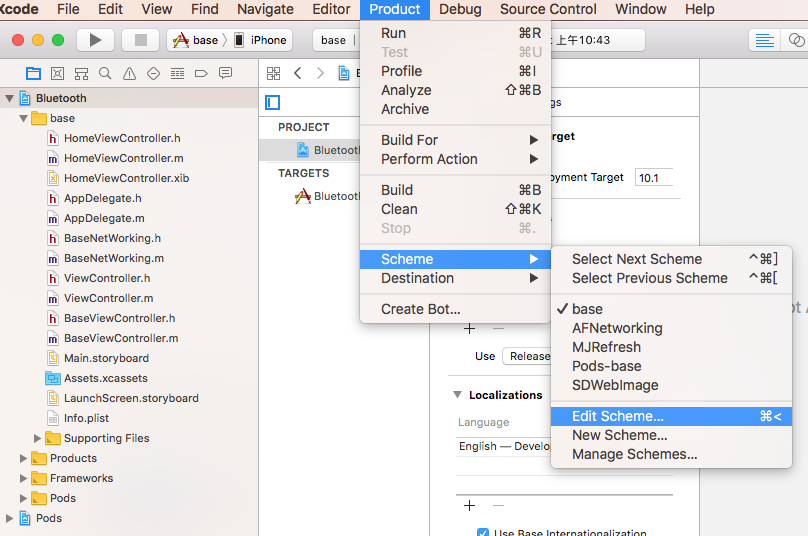 Xcode File Edit View Find Navigate Editor Product Debug Source Control Window Help
base 〉 iPhone
base
上午10:43
Run ⌘R
Test ⌘U
Profile ⌘I
Analyze ⇧⌘B
Archive
Build For
Perform Action
Build ⌘B
Clean ⇧⌘K
Stop ⌘.
Scheme
Destination
Create Bot...
Select Next Scheme ^⌘]
Select Previous Scheme ^⌘[
✓ base
AFNetworking
MJRefresh
Pods-base
SDWebImage
Edit Scheme... ⌘<
New Scheme...
Manage Schemes...
Bluetooth
base
HomeViewController.h
HomeViewController.m
HomeViewController.xib
AppDelegate.h
AppDelegate.m
BaseNetWorking.h
BaseNetWorking.m
ViewController.h
ViewController.m
BaseViewController.h
BaseViewController.m
Main.storyboard
Assets.xcassets
LaunchScreen.storyboard
Info.plist
Supporting Files
Products
Frameworks
Pods
Pods
PROJECT
Bluetooth
TARGETS
Bluetooth
gs
rget
oyment Target 10.1
s
+ —
Use Release
Localizations
Language
English — Develop
+ —
Use Base Internationalization